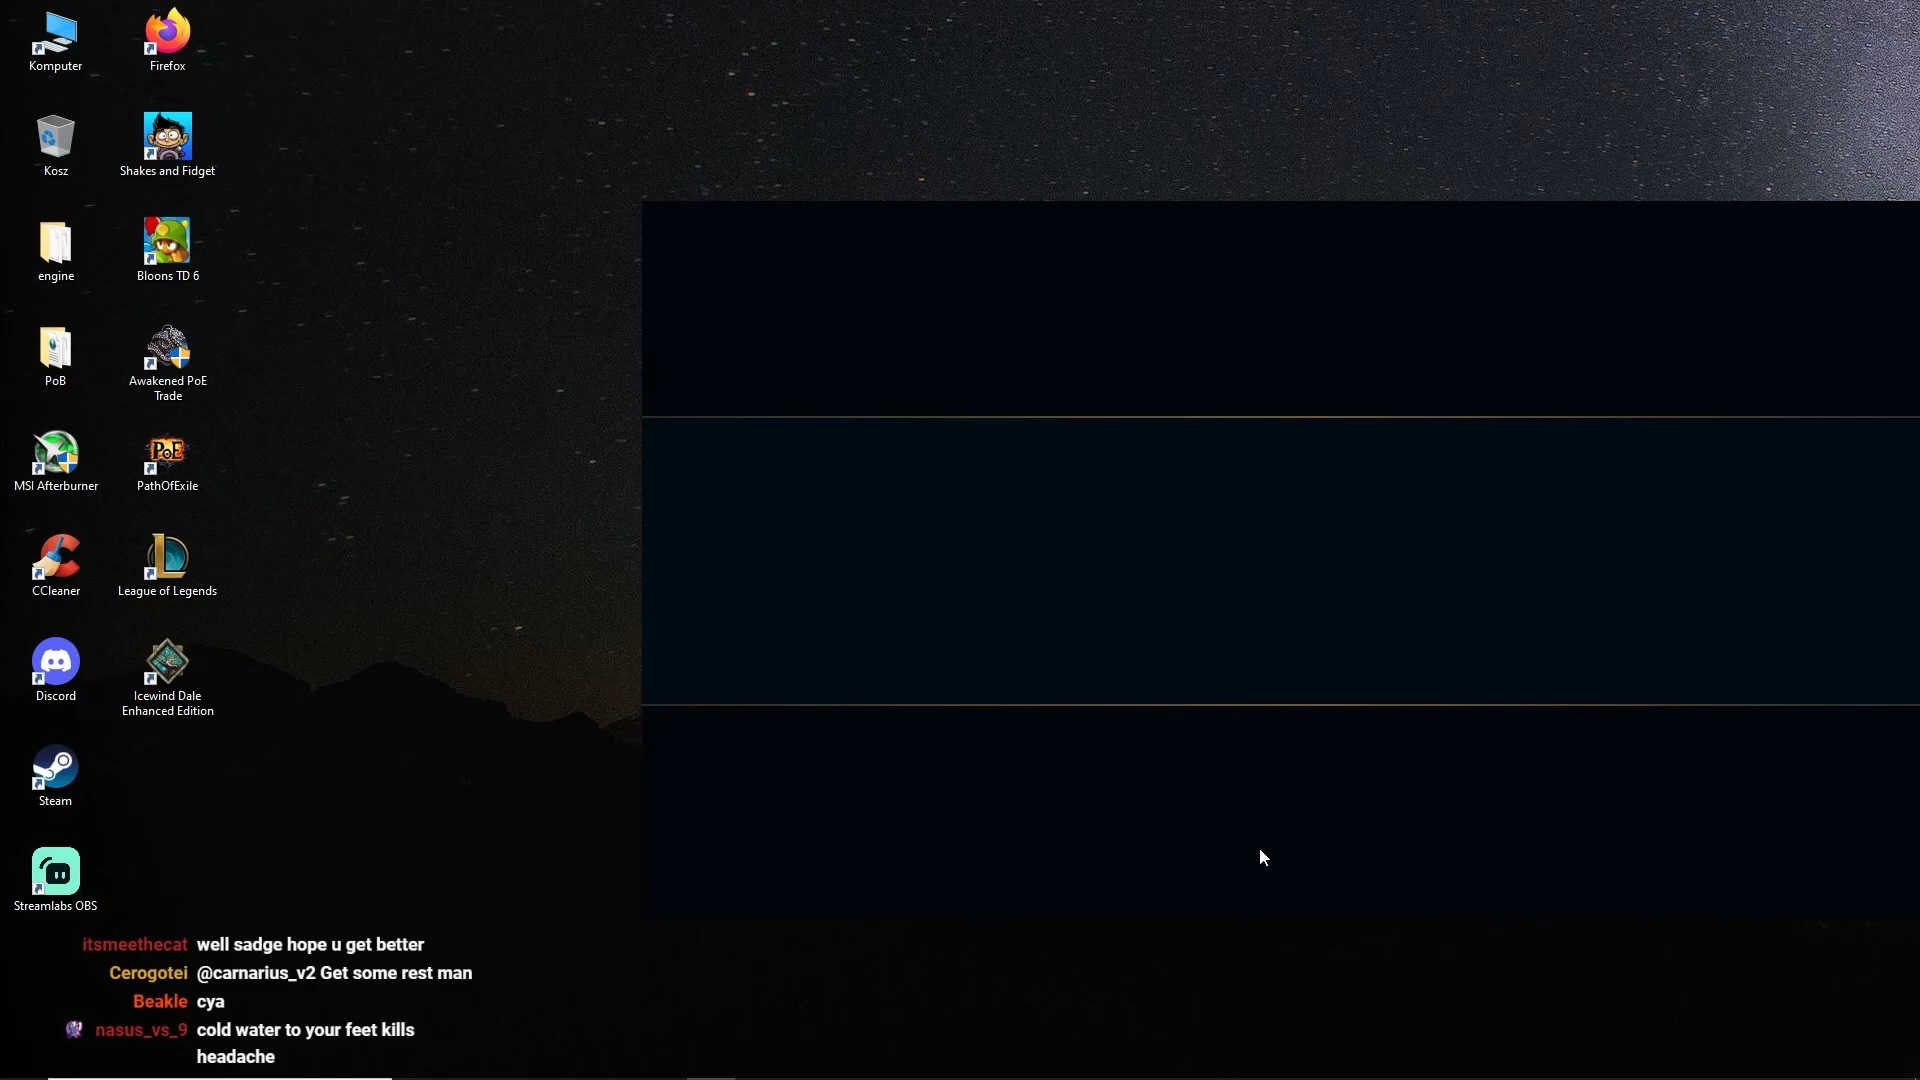 Komputer
Firefox
Kosz
Shakes and Fidget
engine
Bloons TD 6
PoB
Awakened PoE
Trade
MSI Afterburner
PoE
PathOfExile
CCleaner
League of Legends
Discord
Icewind Dale
Enhanced Edition
Steam
Streamlabs OBS
itsmeethecat well sadge hope u get better
Cerogotei @carnarius_v2 Get some rest man
Beakle cya
nasus_vs_9 cold water to your feet kills
headache